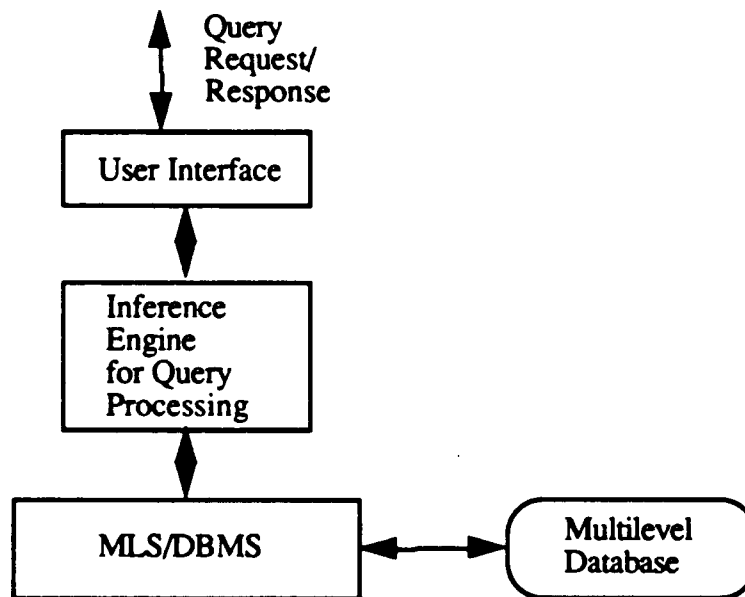 Query
Request/
Response
User Interface
Inference
Engine
for Query
Processing
MLS/DBMS
Multilevel
Database